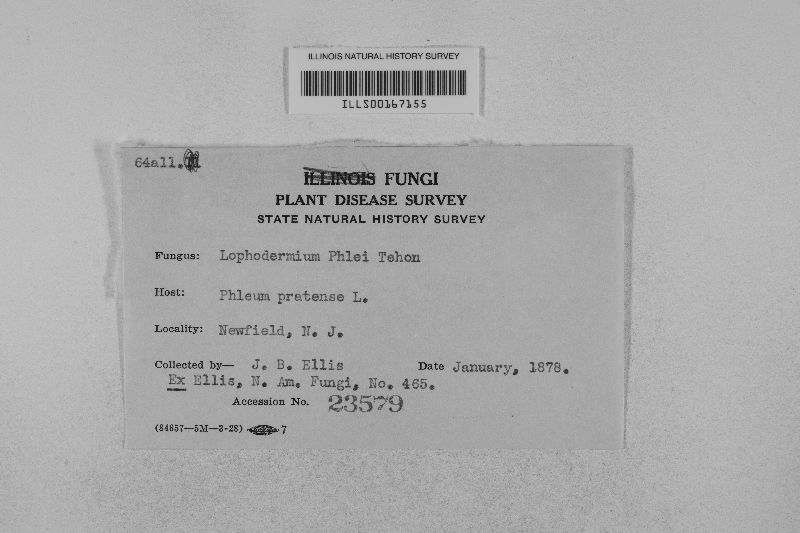 ILLINOIS NATURAL HISTORY SURVEY
ILLS00167155
64a11.
ILLINOIS FUNGI
PLANT DISEASE SURVEY
STATE NATURAL HISTORY SURVEY
Fungus: Lophodermium Phlei Tehon
Host: Phleum pratense L.
Locality: Newfield, N. J.
Collected by— J. B. Ellis Date January, 1878.
Ex Ellis, N. Am. Fungi, No. 465.
Accession No. 23579
(84657—5M—3-28) 7